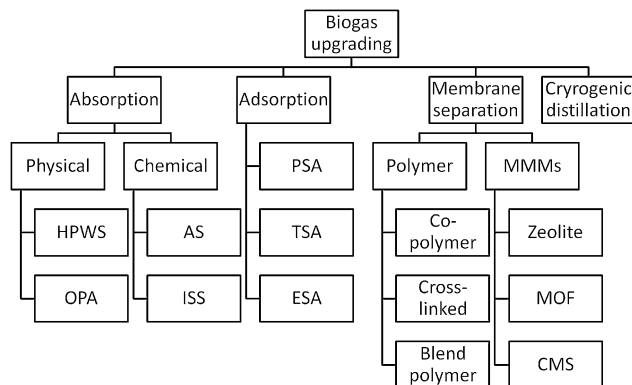 Biogas
upgrading
Absorption
Adsorption
Membrane
separation
Cryrogenic
distillation
Physical
Chemical
PSA
Polymer
MMMs
HPWS
AS
TSA
Co-
polymer
Zeolite
OPA
ISS
ESA
Cross-
linked
MOF
Blend
polymer
CMS